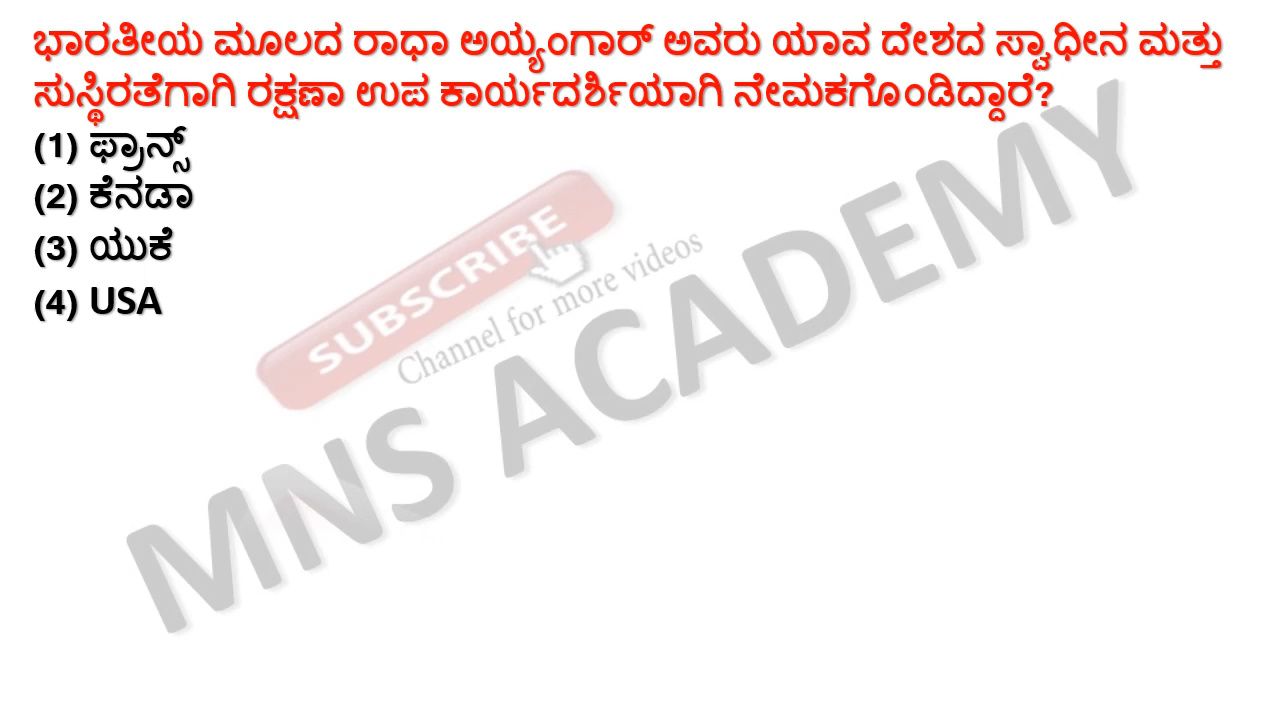 ಭಾರತೀಯ ಮೂಲದ ರಾಧಾ ಅಯ್ಯಂಗಾರ್ ಅವರು ಯಾವ ದೇಶದ ಸ್ವಾಧೀನ ಮತ್ತು
ಸುಸ್ಥಿರತೆಗಾಗಿ ರಕ್ಷಣಾ ಉಪ ಕಾರ್ಯದರ್ಶಿಯಾಗಿ ನೇಮಕಗೊಂಡಿದ್ದಾರೆ?
(1) ಫ್ರಾನ್ಸ್
(2) ಕೆನಡಾ
(3) ಯುಕೆ
(4) USA
SUBSCRIBE
Channel for more videos
MNS ACADEMY